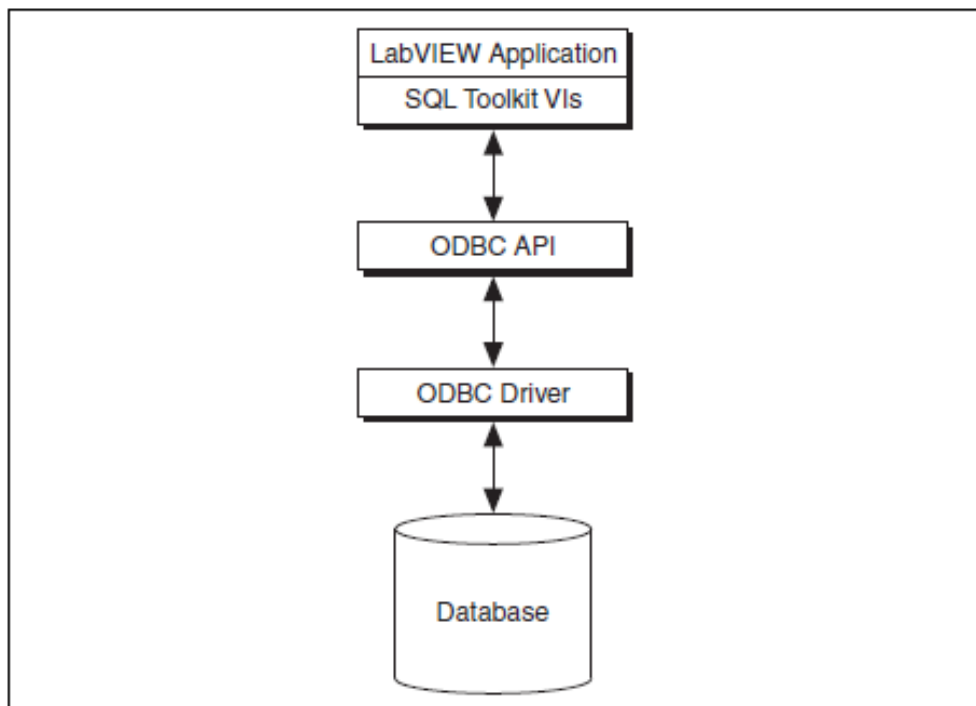 LabVIEW Application
SQL Toolkit VIs
ODBC API
ODBC Driver
Database